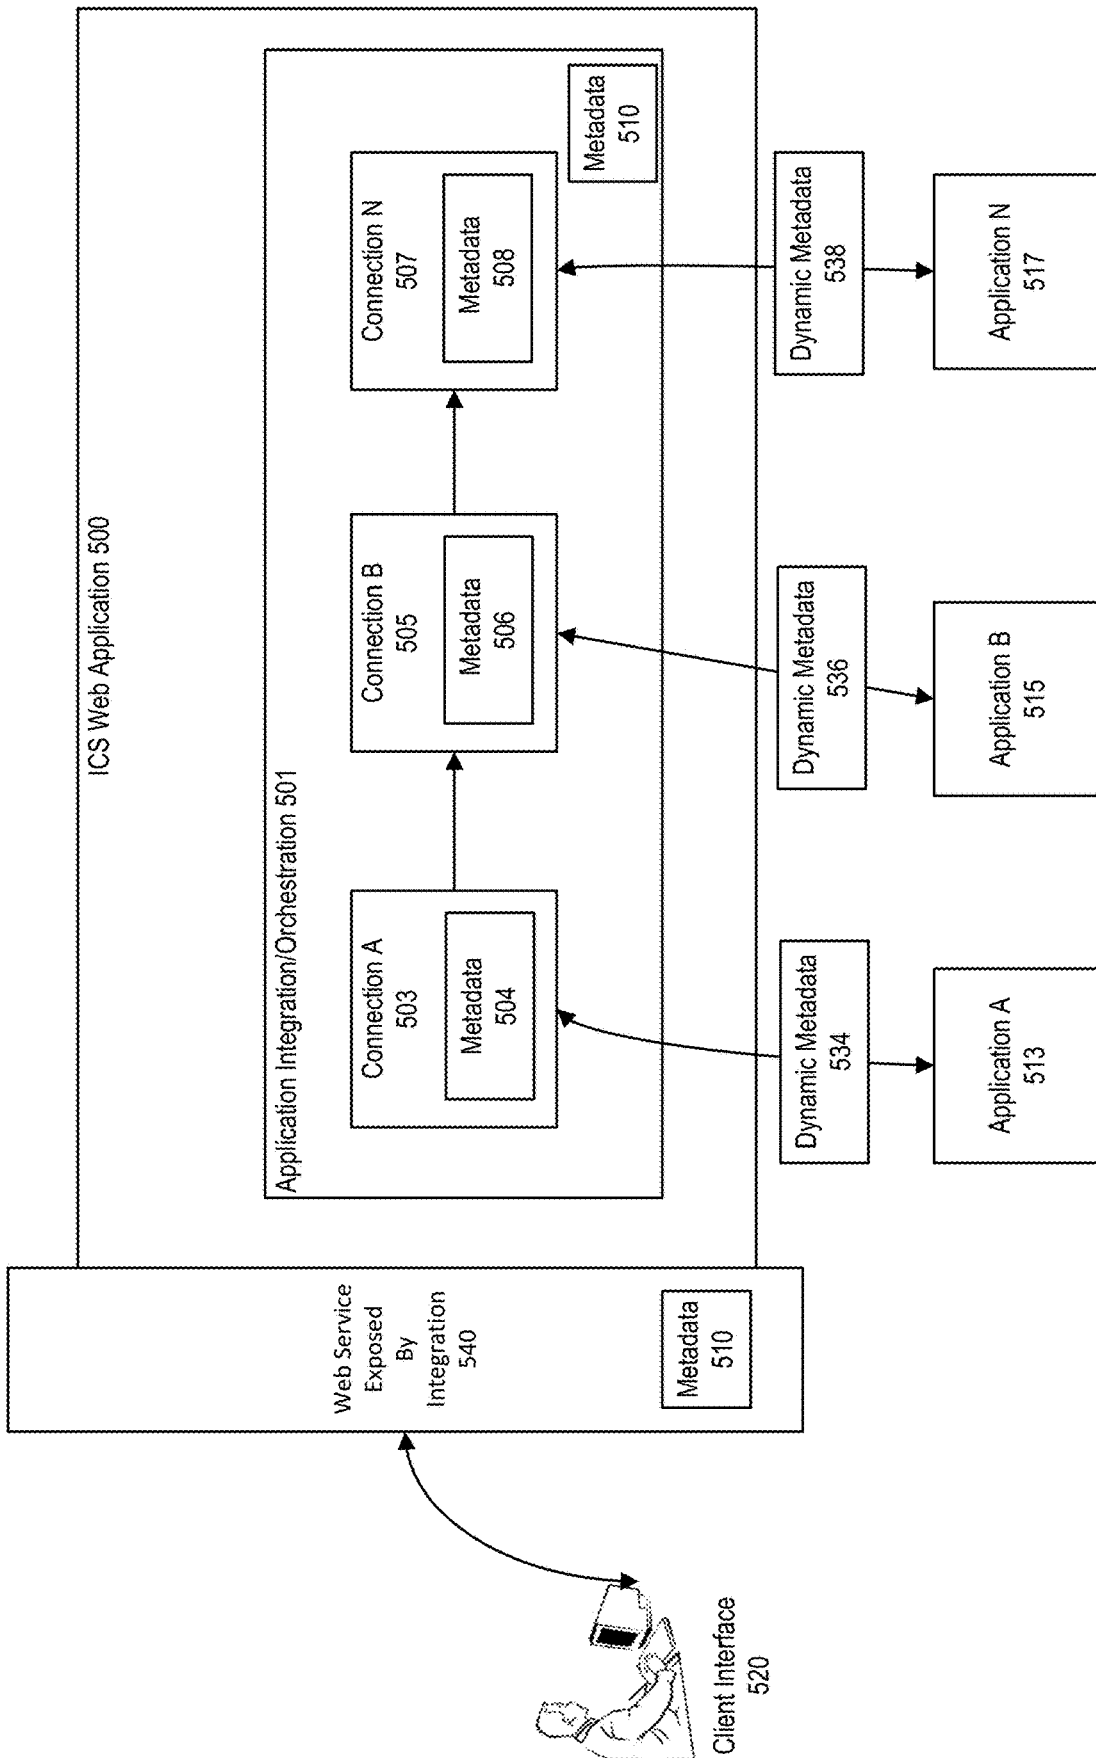 ICS Web Application 500
Application Integration/Orchestration 501
Connection A
503
Metadata
504
Connection B
505
Metadata
506
Connection N
507
Metadata
508
Metadata
510
Web Service
Exposed
By
Integration
540
Metadata
510
Client Interface
520
Dynamic Metadata
534
Dynamic Metadata
536
Dynamic Metadata
538
Application A
513
Application B
515
Application N
517